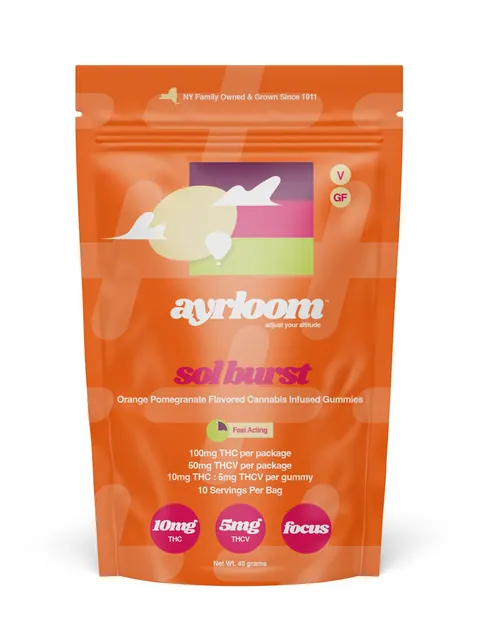 NY Family Owned & Grown Since 1911
V
GF
ayrloom™
adjust your altitude
sol burst
Orange Pomegranate Flavored Cannabis Infused Gummies
Fast Acting
100mg THC per package
50mg THCV per package
10mg THC : 5mg THCV per gummy
10 Servings Per Bag
10mg
THC
5mg
THCV
focus
Net Wt. 40 grams